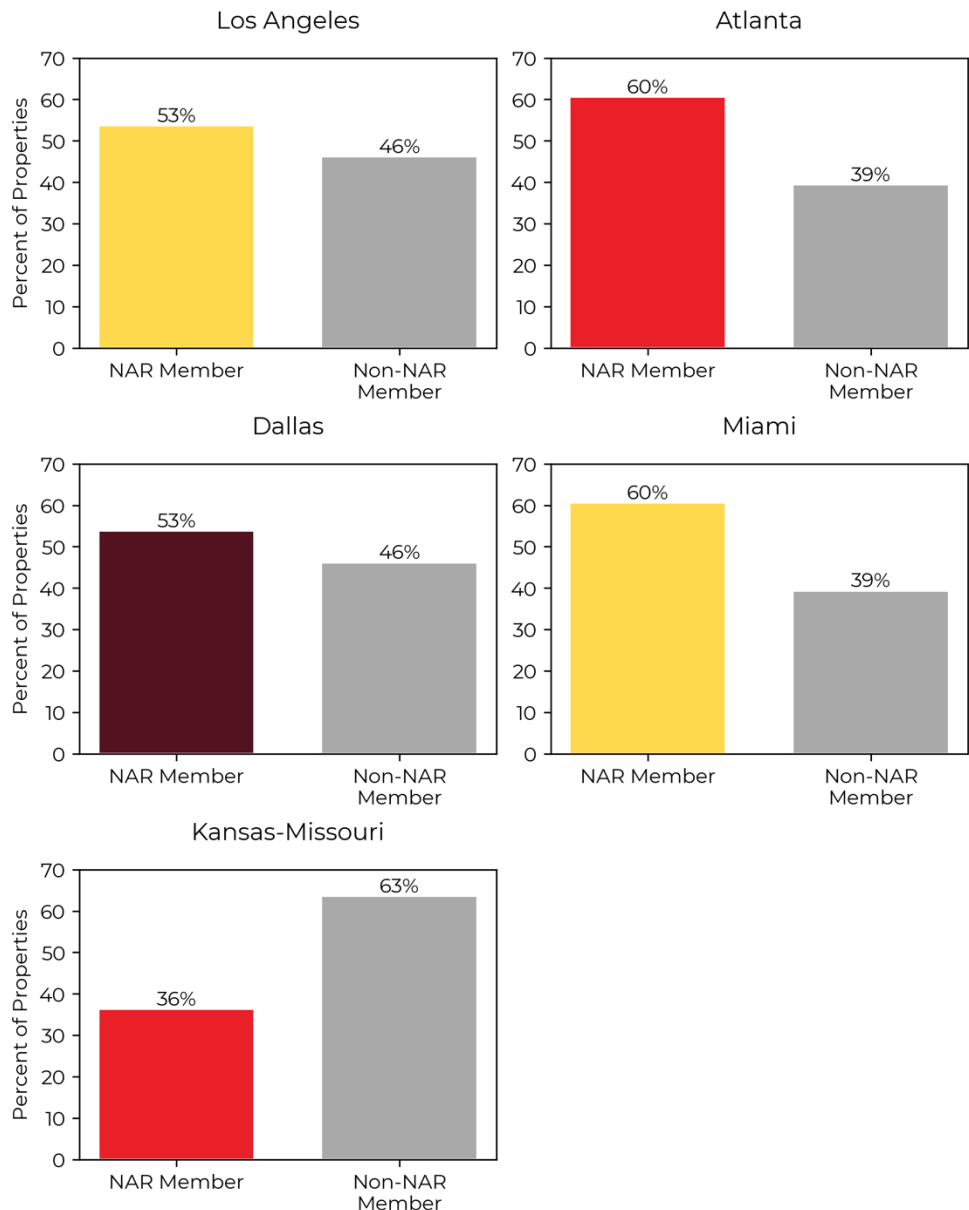 Los Angeles
Percent of Properties
70
60
50
40
30
20
10
0
53%
46%
NAR Member
Non-NAR
Member
Atlanta
70
60
50
40
30
20
10
0
60%
39%
NAR Member
Non-NAR
Member
Dallas
Percent of Properties
70
60
50
40
30
20
10
0
53%
46%
NAR Member
Non-NAR
Member
Miami
70
60
50
40
30
20
10
0
60%
39%
NAR Member
Non-NAR
Member
Kansas-Missouri
Percent of Properties
70
60
50
40
30
20
10
0
36%
63%
NAR Member
Non-NAR
Member